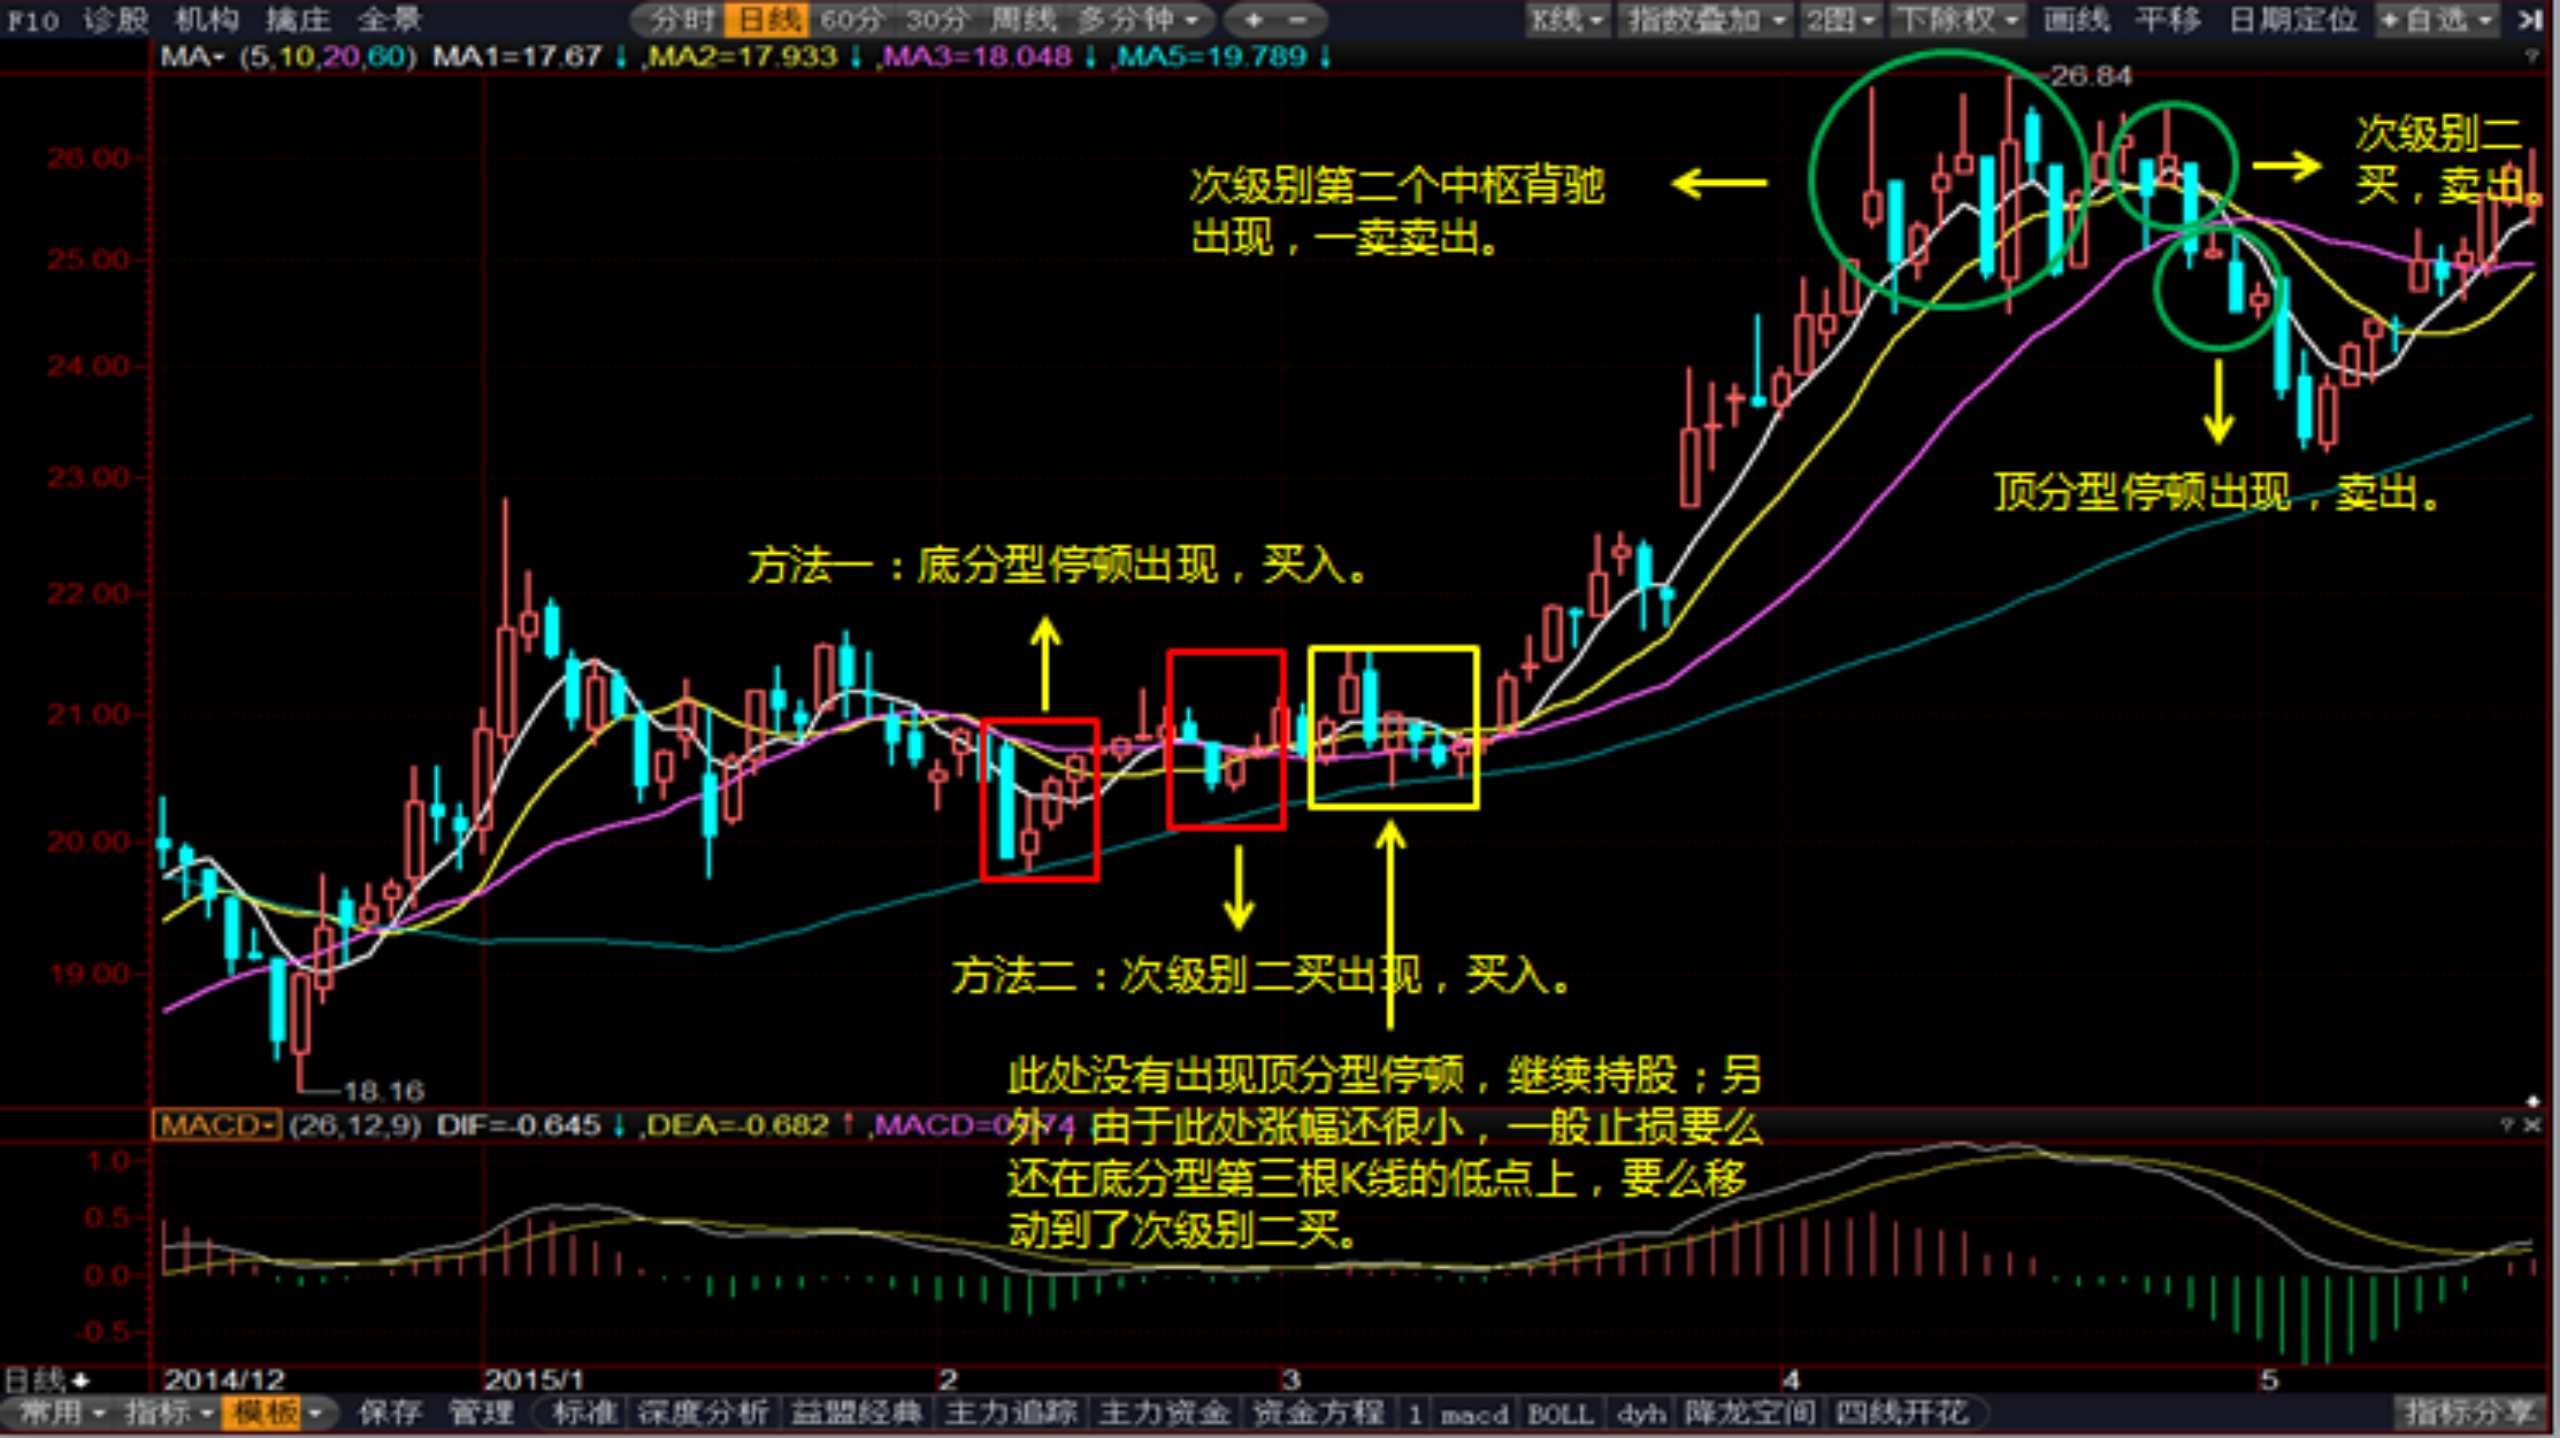 F10 诊股 机构 擒庄 全景 分时 日线 60分 30分 周线 多分钟 + - K线 指数叠加 2图 下除权 画线 平移 日期定位 +自选
MA (5,10,20,60) MA1=17.67↓,MA2=17.933↓,MA3=18.048↓,MA5=19.789↓ ?
26.84
26.00
次级别二
买，卖出。
次级别第二个中枢背驰
出现，一卖卖出。
25.00
24.00
23.00
顶分型停顿出现，卖出。
方法一：底分型停顿出现，买入。
22.00
21.00
20.00
19.00
方法二：次级别二买出现，买入。
18.16
此处没有出现顶分型停顿，继续持股；另
外，由于此处涨幅还很小，一般止损要么
还在底分型第三根K线的低点上，要么移
动到了次级别二买。
MACD (26,12,9) DIF=-0.645↓,DEA=-0.682↑,MACD=0 74 ? ×
1.0
0.5
0.0
-0.5
日线 2014/12 2015/1 2 3 4 5
常用 指标 模板 保存 管理 标准 深度分析 益盟经典 主力追踪 主力资金 资金方程 1 macd BOLL dyh 降龙空间 四线开花 指标分享